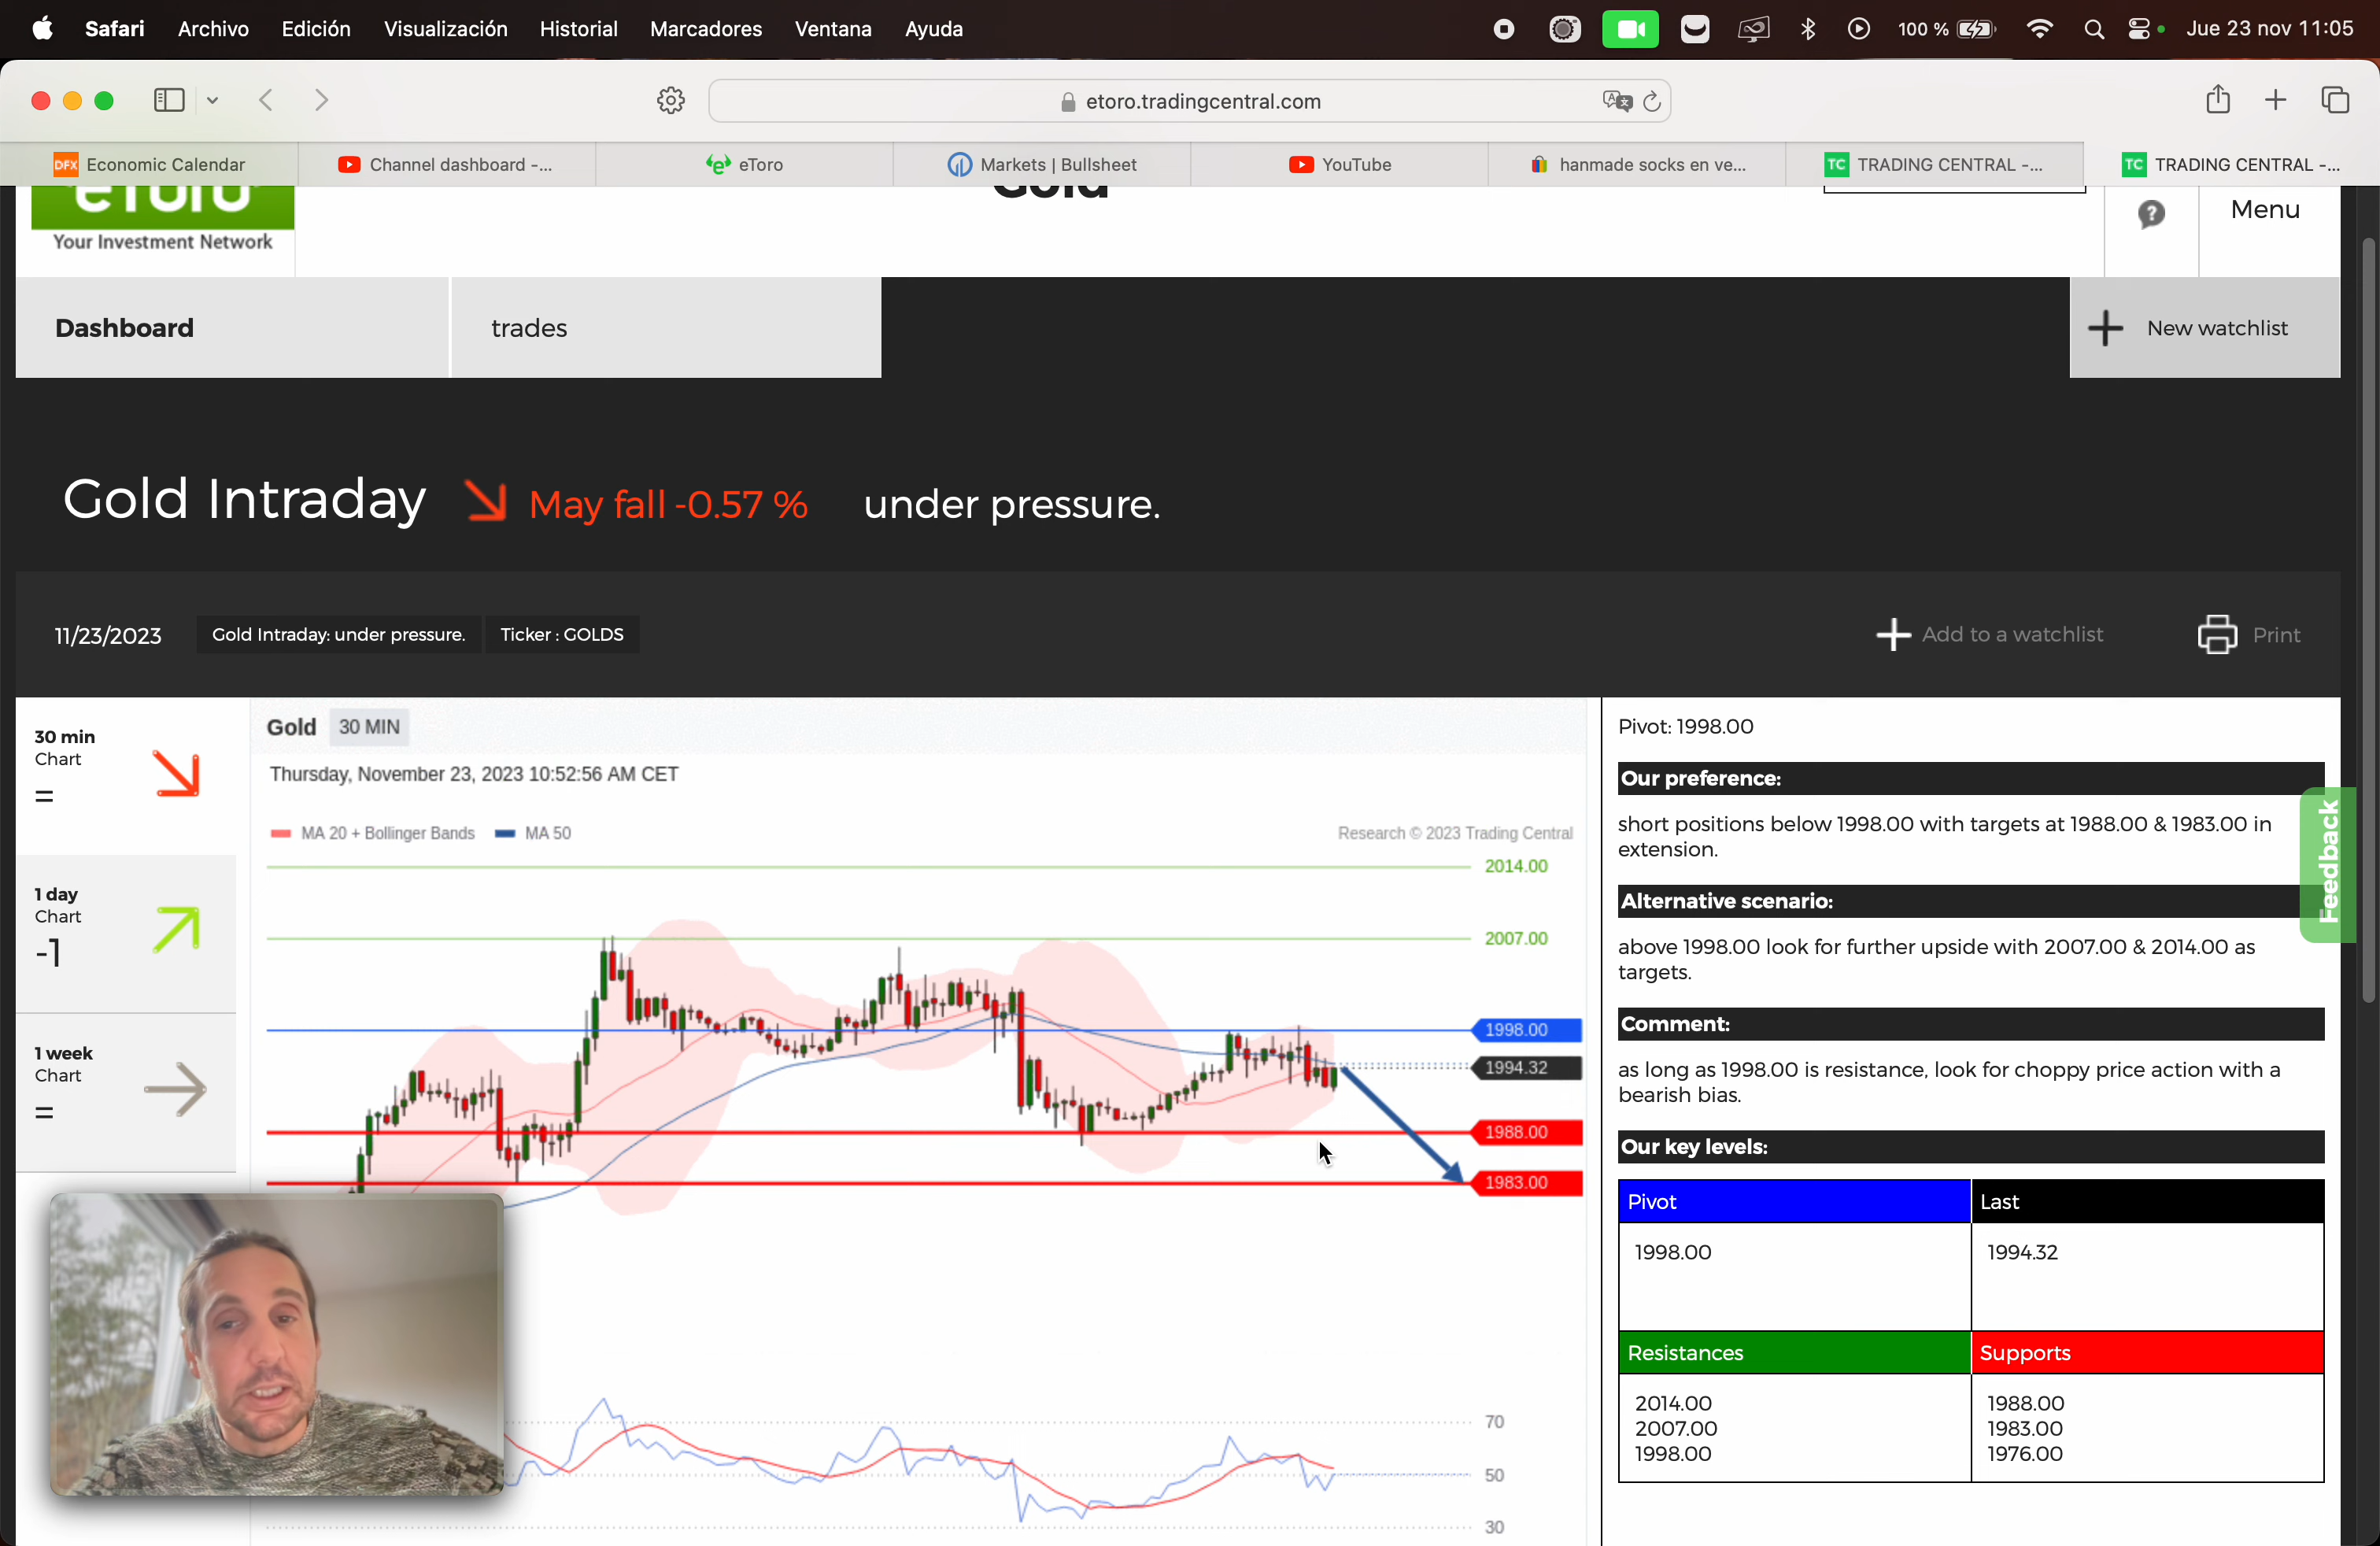 Safari Archivo Edición Visualización Historial Marcadores Ventana Ayuda 100 % Jue 23 nov 11:05
etoro.tradingcentral.com
DFX Economic Calendar Channel dashboard -... eToro Markets | Bullsheet YouTube hanmade socks en ve... TC TRADING CENTRAL -... TC TRADING CENTRAL -...
eToro Gold
Your Investment Network
? Menu
Dashboard trades New watchlist
Gold Intraday May fall -0.57 % under pressure.
11/23/2023 Gold Intraday: under pressure. Ticker : GOLDS Add to a watchlist Print
30 min
Chart
=
1 day
Chart
-1
1 week
Chart
=
Gold 30 MIN
Thursday, November 23, 2023 10:52:56 AM CET
MA 20 + Bollinger Bands MA 50 Research © 2023 Trading Central
2014.00
2007.00
1998.00
1994.32
1988.00
1983.00
70
50
30
Pivot: 1998.00
Our preference:
short positions below 1998.00 with targets at 1988.00 & 1983.00 in
extension.
Alternative scenario:
above 1998.00 look for further upside with 2007.00 & 2014.00 as
targets.
Comment:
as long as 1998.00 is resistance, look for choppy price action with a
bearish bias.
Our key levels:
Pivot Last
1998.00 1994.32
Resistances Supports
2014.00 1988.00
2007.00 1983.00
1998.00 1976.00
Feedback